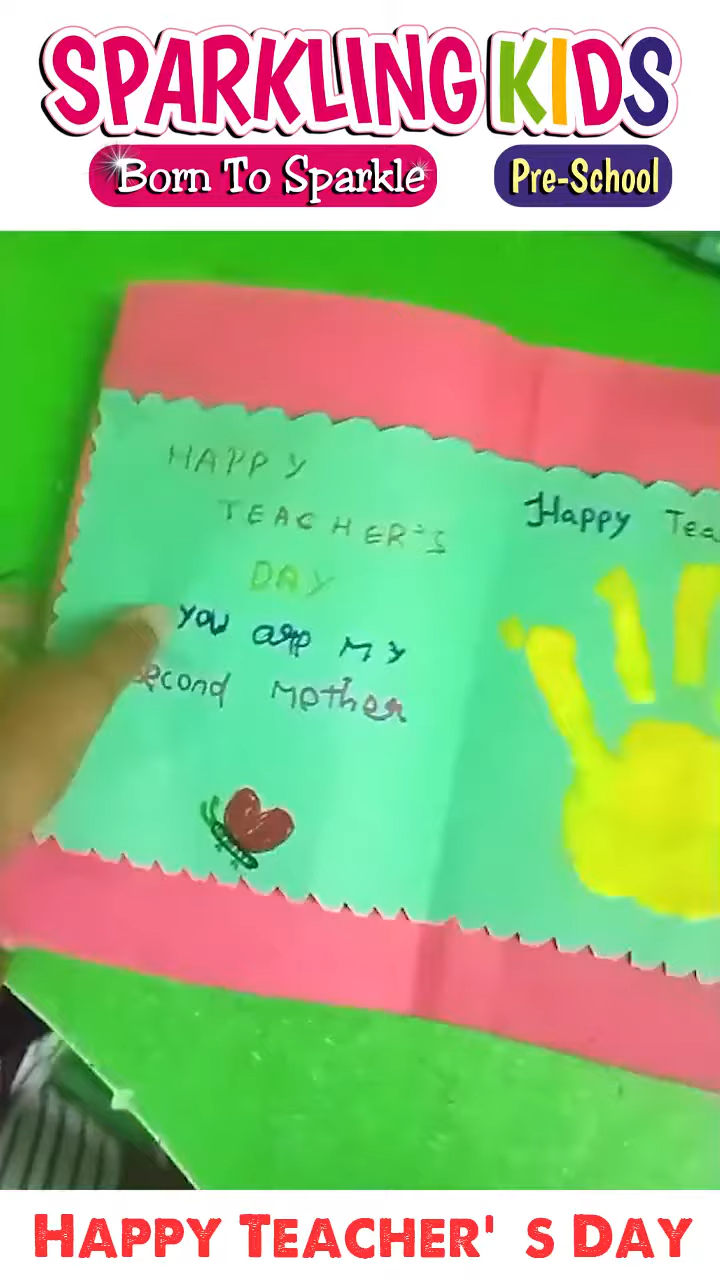 SPARKLING KIDS
Born To Sparkle
Pre-School
HAPPY
TEACHER'S
DAY
you are my
second Mother
Happy Tea
HAPPY TEACHER' S DAY